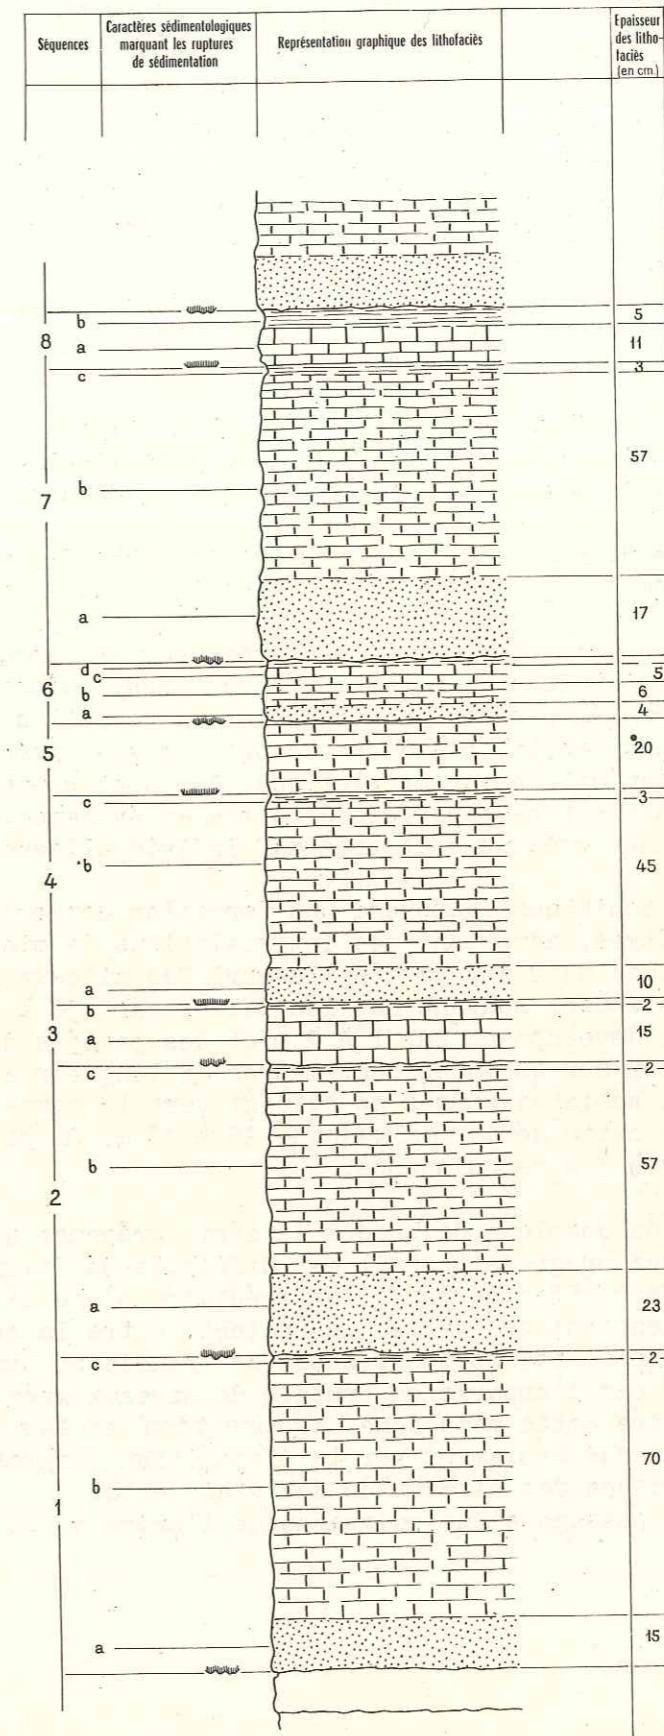 Séquences
Caractères sédimentologiques
marquant les ruptures
de sédimentation
Représentation graphique des lithofaciès
Epaisseur
des litho-
faciès
(en cm.)
b 5
8
a 11
c 3
b 57
7
a 17
d
c 5
6
b 6
a 4
5 20
c 3
b 45
4
a 10
b 2
3
a 15
c 2
b 57
2
a 23
c 2
b 70
1
a 15